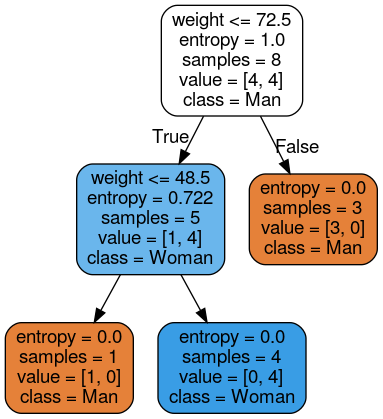 weight <= 72.5
entropy = 1.0
samples = 8
value = [4, 4]
class = Man
True
False
weight <= 48.5
entropy = 0.722
samples = 5
value = [1, 4]
class = Woman
entropy = 0.0
samples = 3
value = [3, 0]
class = Man
entropy = 0.0
samples = 1
value = [1, 0]
class = Man
entropy = 0.0
samples = 4
value = [0, 4]
class = Woman